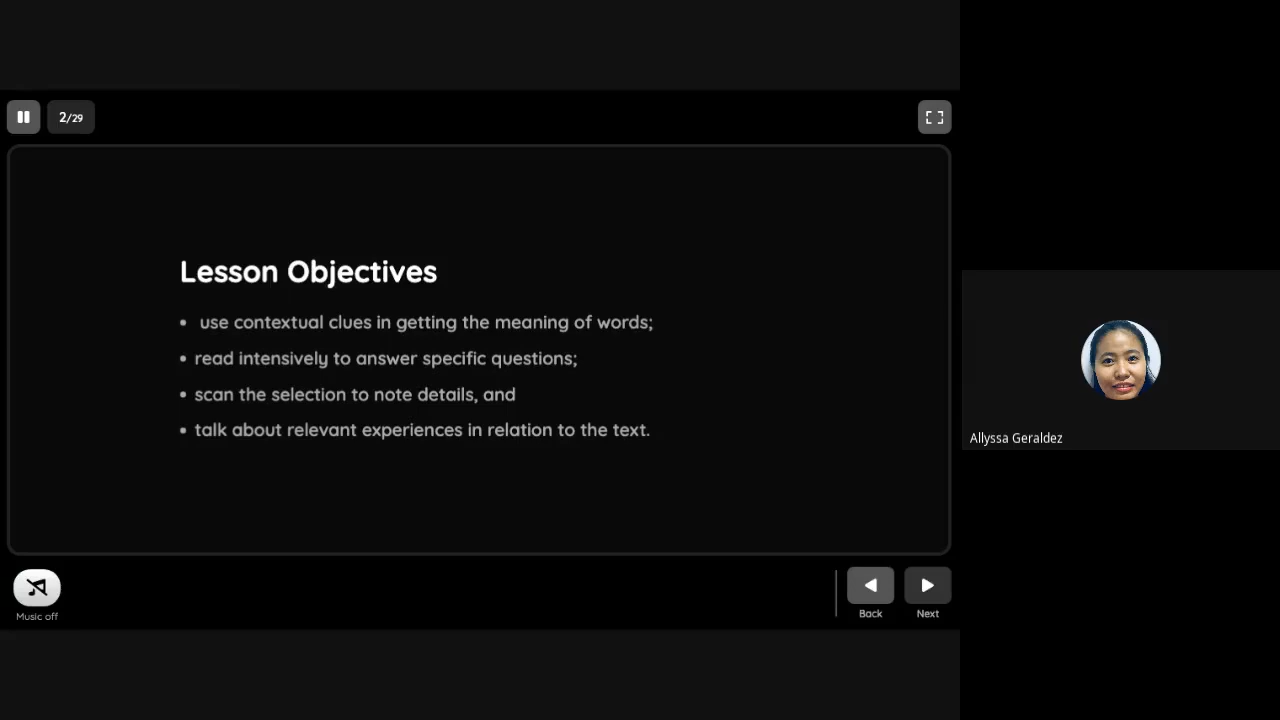 2/29
Lesson Objectives
• use contextual clues in getting the meaning of words;
• read intensively to answer specific questions;
• scan the selection to note details, and
• talk about relevant experiences in relation to the text.
Allyssa Geraldez
Music off
Back
Next